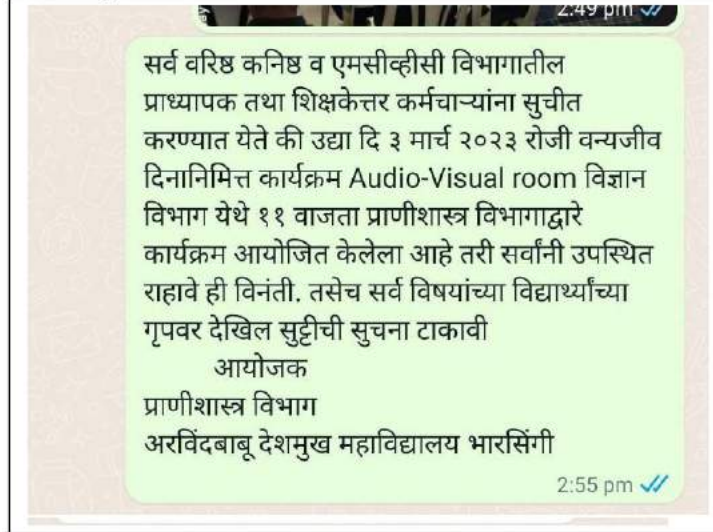 2:49 pm
सर्व वरिष्ठ कनिष्ठ व एमसीव्हीसी विभागातील
प्राध्यापक तथा शिक्षकेत्तर कर्मचाऱ्यांना सुचीत
करण्यात येते की उद्या दि ३ मार्च २०२३ रोजी वन्यजीव
दिनानिमित्त कार्यक्रम Audio-Visual room विज्ञान
विभाग येथे ११ वाजता प्राणीशास्त्र विभागाद्वारे
कार्यक्रम आयोजित केलेला आहे तरी सर्वांनी उपस्थित
राहावे ही विनंती. तसेच सर्व विषयांच्या विद्यार्थ्यांच्या
गृपवर देखिल सुट्टीची सुचना टाकावी
आयोजक
प्राणीशास्त्र विभाग
अरविंदबाबू देशमुख महाविद्यालय भारसिंगी
2:55 pm